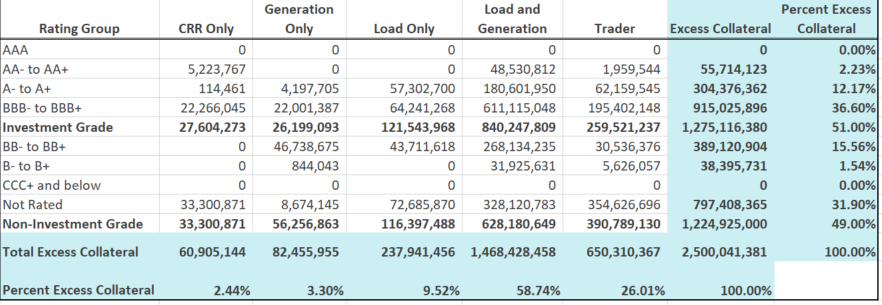 Rating Group CRR Only Generation Only Load Only Load and Generation Trader Excess Collateral Percent Excess Collateral
AAA 0 0 0 0 0 0 0.00%
AA- to AA+ 5,223,767 0 0 48,530,812 1,959,544 55,714,123 2.23%
A- to A+ 114,461 4,197,705 57,302,700 180,601,950 62,159,545 304,376,362 12.17%
BBB- to BBB+ 22,266,045 22,001,387 64,241,268 611,115,048 195,402,148 915,025,896 36.60%
Investment Grade 27,604,273 26,199,093 121,543,968 840,247,809 259,521,237 1,275,116,380 51.00%
BB- to BB+ 0 46,738,675 43,711,618 268,134,235 30,536,376 389,120,904 15.56%
B- to B+ 0 844,043 0 31,925,631 5,626,057 38,395,731 1.54%
CCC+ and below 0 0 0 0 0 0 0.00%
Not Rated 33,300,871 8,674,145 72,685,870 328,120,783 354,626,696 797,408,365 31.90%
Non-Investment Grade 33,300,871 56,256,863 116,397,488 628,180,649 390,789,130 1,224,925,000 49.00%
Total Excess Collateral 60,905,144 82,455,955 237,941,456 1,468,428,458 650,310,367 2,500,041,381 100.00%
Percent Excess Collateral 2.44% 3.30% 9.52% 58.74% 26.01% 100.00%